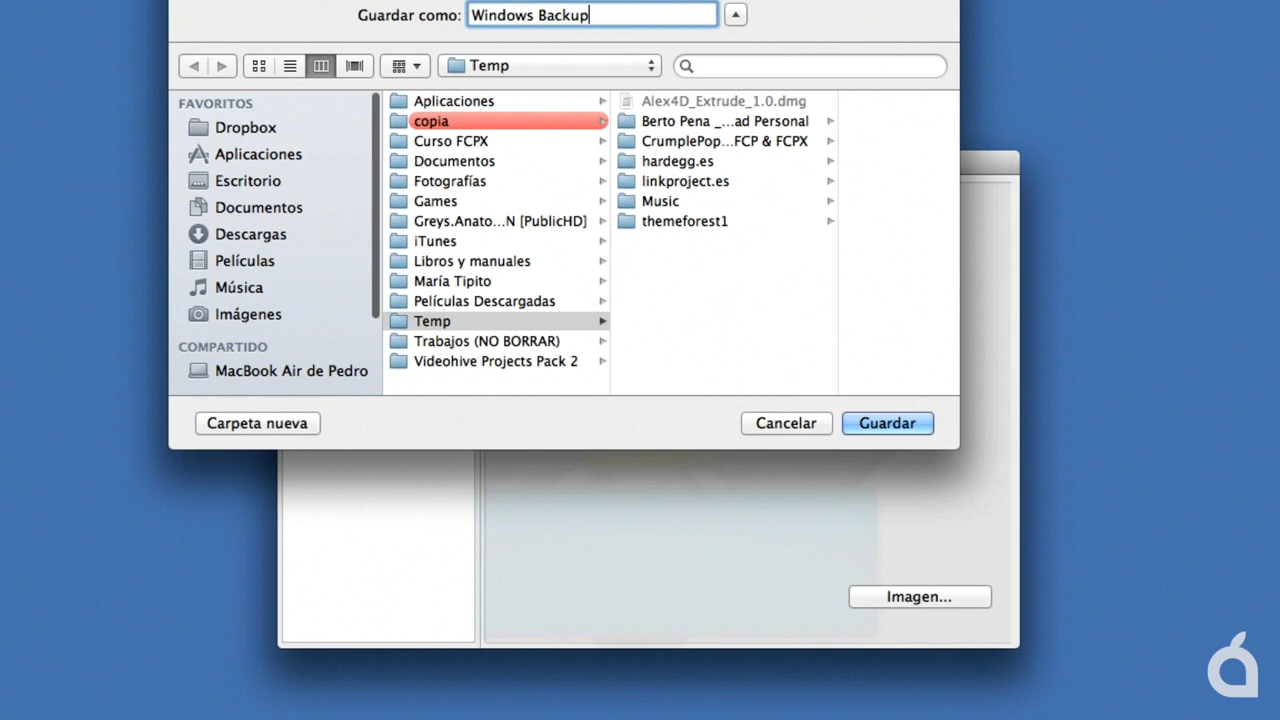 Guardar como: Windows Backup
Temp
FAVORITOS
Dropbox
Aplicaciones
Escritorio
Documentos
Descargas
Películas
Música
Imágenes
COMPARTIDO
MacBook Air de Pedro
Aplicaciones
copia
Curso FCPX
Documentos
Fotografías
Games
Greys.Anato...N [PublicHD]
iTunes
Libros y manuales
María Tipito
Películas Descargadas
Temp
Trabajos (NO BORRAR)
Videohive Projects Pack 2
Alex4D_Extrude_1.0.dmg
Berto Pena _...ad Personal
CrumplePop...FCP & FCPX
hardegg.es
linkproject.es
Music
themeforest1
Carpeta nueva
Cancelar
Guardar
Imagen...